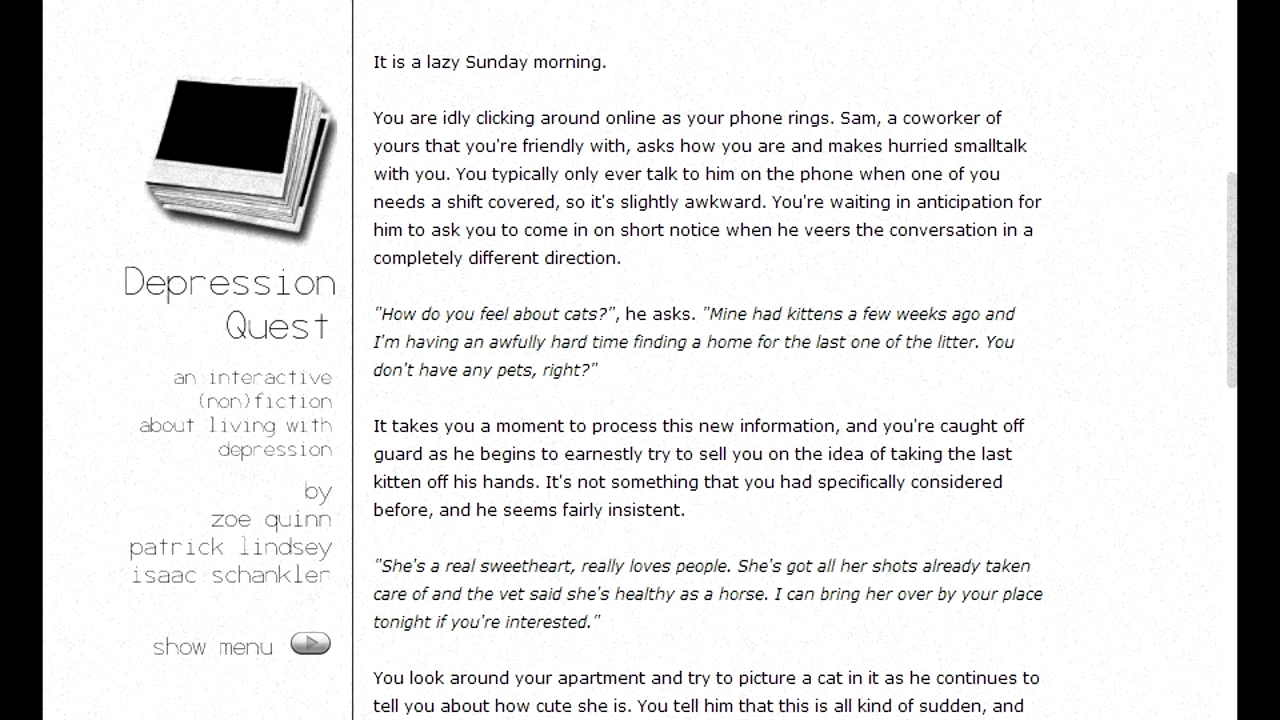 Depression
Quest
an interactive
(non)fiction
about living with
depression
by
zoe quinn
patrick lindsey
isaac schankler
show menu
It is a lazy Sunday morning.
You are idly clicking around online as your phone rings. Sam, a coworker of
yours that you're friendly with, asks how you are and makes hurried smalltalk
with you. You typically only ever talk to him on the phone when one of you
needs a shift covered, so it's slightly awkward. You're waiting in anticipation for
him to ask you to come in on short notice when he veers the conversation in a
completely different direction.
"How do you feel about cats?", he asks. "Mine had kittens a few weeks ago and
I'm having an awfully hard time finding a home for the last one of the litter. You
don't have any pets, right?"
It takes you a moment to process this new information, and you're caught off
guard as he begins to earnestly try to sell you on the idea of taking the last
kitten off his hands. It's not something that you had specifically considered
before, and he seems fairly insistent.
"She's a real sweetheart, really loves people. She's got all her shots already taken
care of and the vet said she's healthy as a horse. I can bring her over by your place
tonight if you're interested."
You look around your apartment and try to picture a cat in it as he continues to
tell you about how cute she is. You tell him that this is all kind of sudden, and